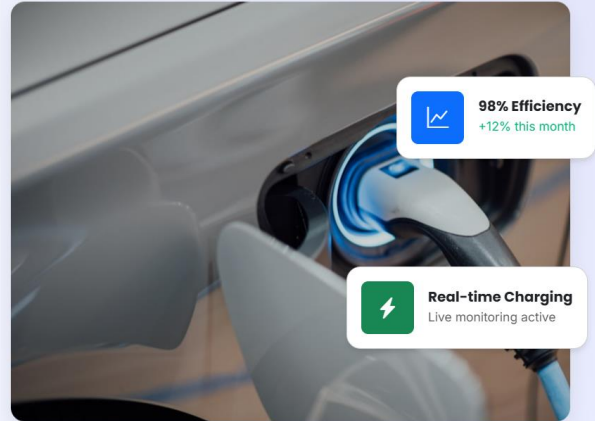 98% Efficiency
+12% this month
Real-time Charging
Live monitoring active